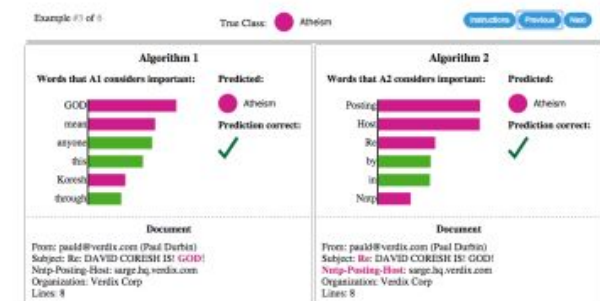 Example #3 of 6
True Class: Atheism
Instructions Previous Next
Algorithm 1
Words that A1 considers important:
Predicted:
GOD
mean
anyone
this
Koresh
through
Atheism
Prediction correct:
Document
From: pauld@verdix.com (Paul Durbin)
Subject: Re: DAVID CORESH IS! GOD!
Nntp-Posting-Host: sarge.hq.verdix.com
Organization: Verdix Corp
Lines: 8
Algorithm 2
Words that A2 considers important:
Predicted:
Posting
Host
Re
by
in
Nntp
Atheism
Prediction correct:
Document
From: pauld@verdix.com (Paul Durbin)
Subject: Re: DAVID CORESH IS! GOD!
Nntp-Posting-Host: sarge.hq.verdix.com
Organization: Verdix Corp
Lines: 8